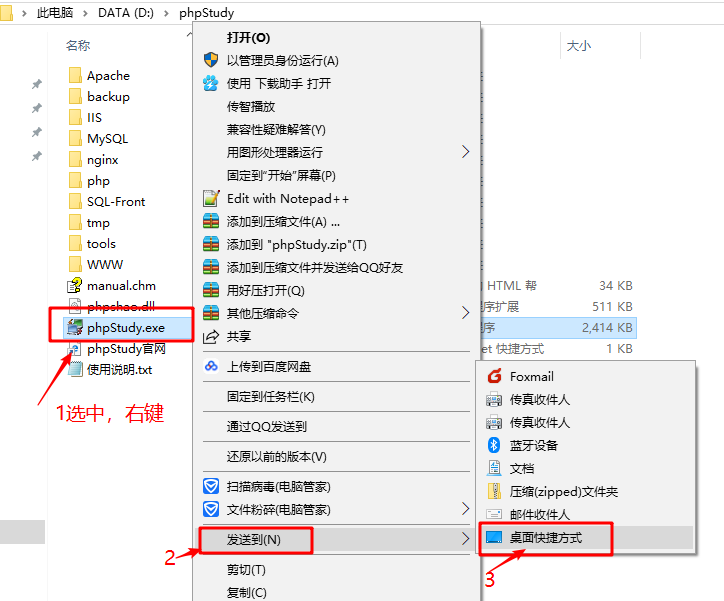 此电脑 > DATA (D:) > phpStudy
名称
大小
Apache
backup
IIS
MySQL
nginx
php
SQL-Front
tmp
tools
WWW
manual.chm
phpshao.dll
phpStudy.exe
phpStudy官网
使用说明.txt
1选中，右键
打开(O)
以管理员身份运行(A)
使用 下载助手 打开
传智播放
兼容性疑难解答(Y)
用图形处理器运行
固定到"开始"屏幕(P)
Edit with Notepad++
添加到压缩文件(A) ...
添加到 "phpStudy.zip"(T)
添加到压缩文件并发送给QQ好友
用好压打开(Q)
其他压缩命令
共享
上传到百度网盘
固定到任务栏(K)
通过QQ发送到
还原以前的版本(V)
扫描病毒(电脑管家)
文件粉碎(电脑管家)
2
发送到(N)
剪切(T)
复制(C)
HTML 帮
34 KB
程序扩展
511 KB
序
2,414 KB
et 快捷方式
1 KB
Foxmail
传真收件人
传真收件人
蓝牙设备
文档
压缩(zipped)文件夹
邮件收件人
桌面快捷方式
3